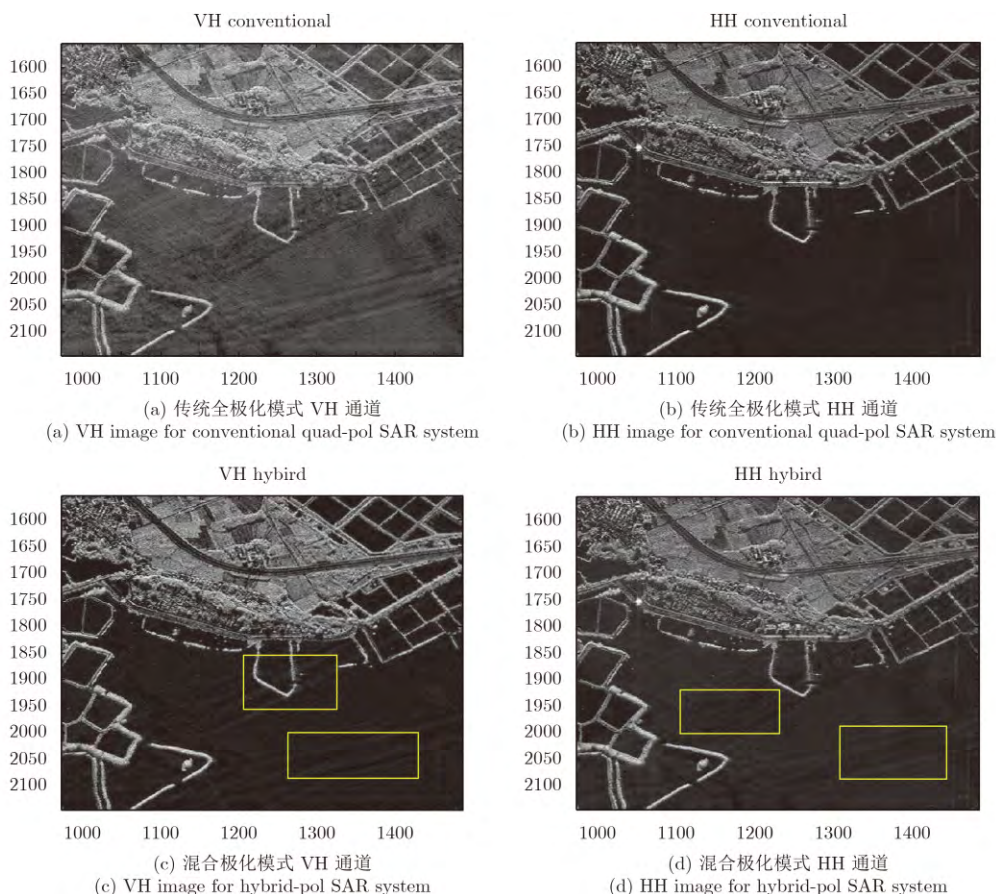 VH conventional
HH conventional
1600
1650
1700
1750
1800
1850
1900
1950
2000
2050
2100
1000 1100 1200 1300 1400
1600
1650
1700
1750
1800
1850
1900
1950
2000
2050
2100
1000 1100 1200 1300 1400
(a) 传统全极化模式 VH 通道
(a) VH image for conventional quad-pol SAR system
(b) 传统全极化模式 HH 通道
(b) HH image for conventional quad-pol SAR system
VH hybird
HH hybird
1600
1650
1700
1750
1800
1850
1900
1950
2000
2050
2100
1000 1100 1200 1300 1400
1600
1650
1700
1750
1800
1850
1900
1950
2000
2050
2100
1000 1100 1200 1300 1400
(c) 混合极化模式 VH 通道
(c) VH image for hybrid-pol SAR system
(d) 混合极化模式 HH 通道
(d) HH image for hybrid-pol SAR system